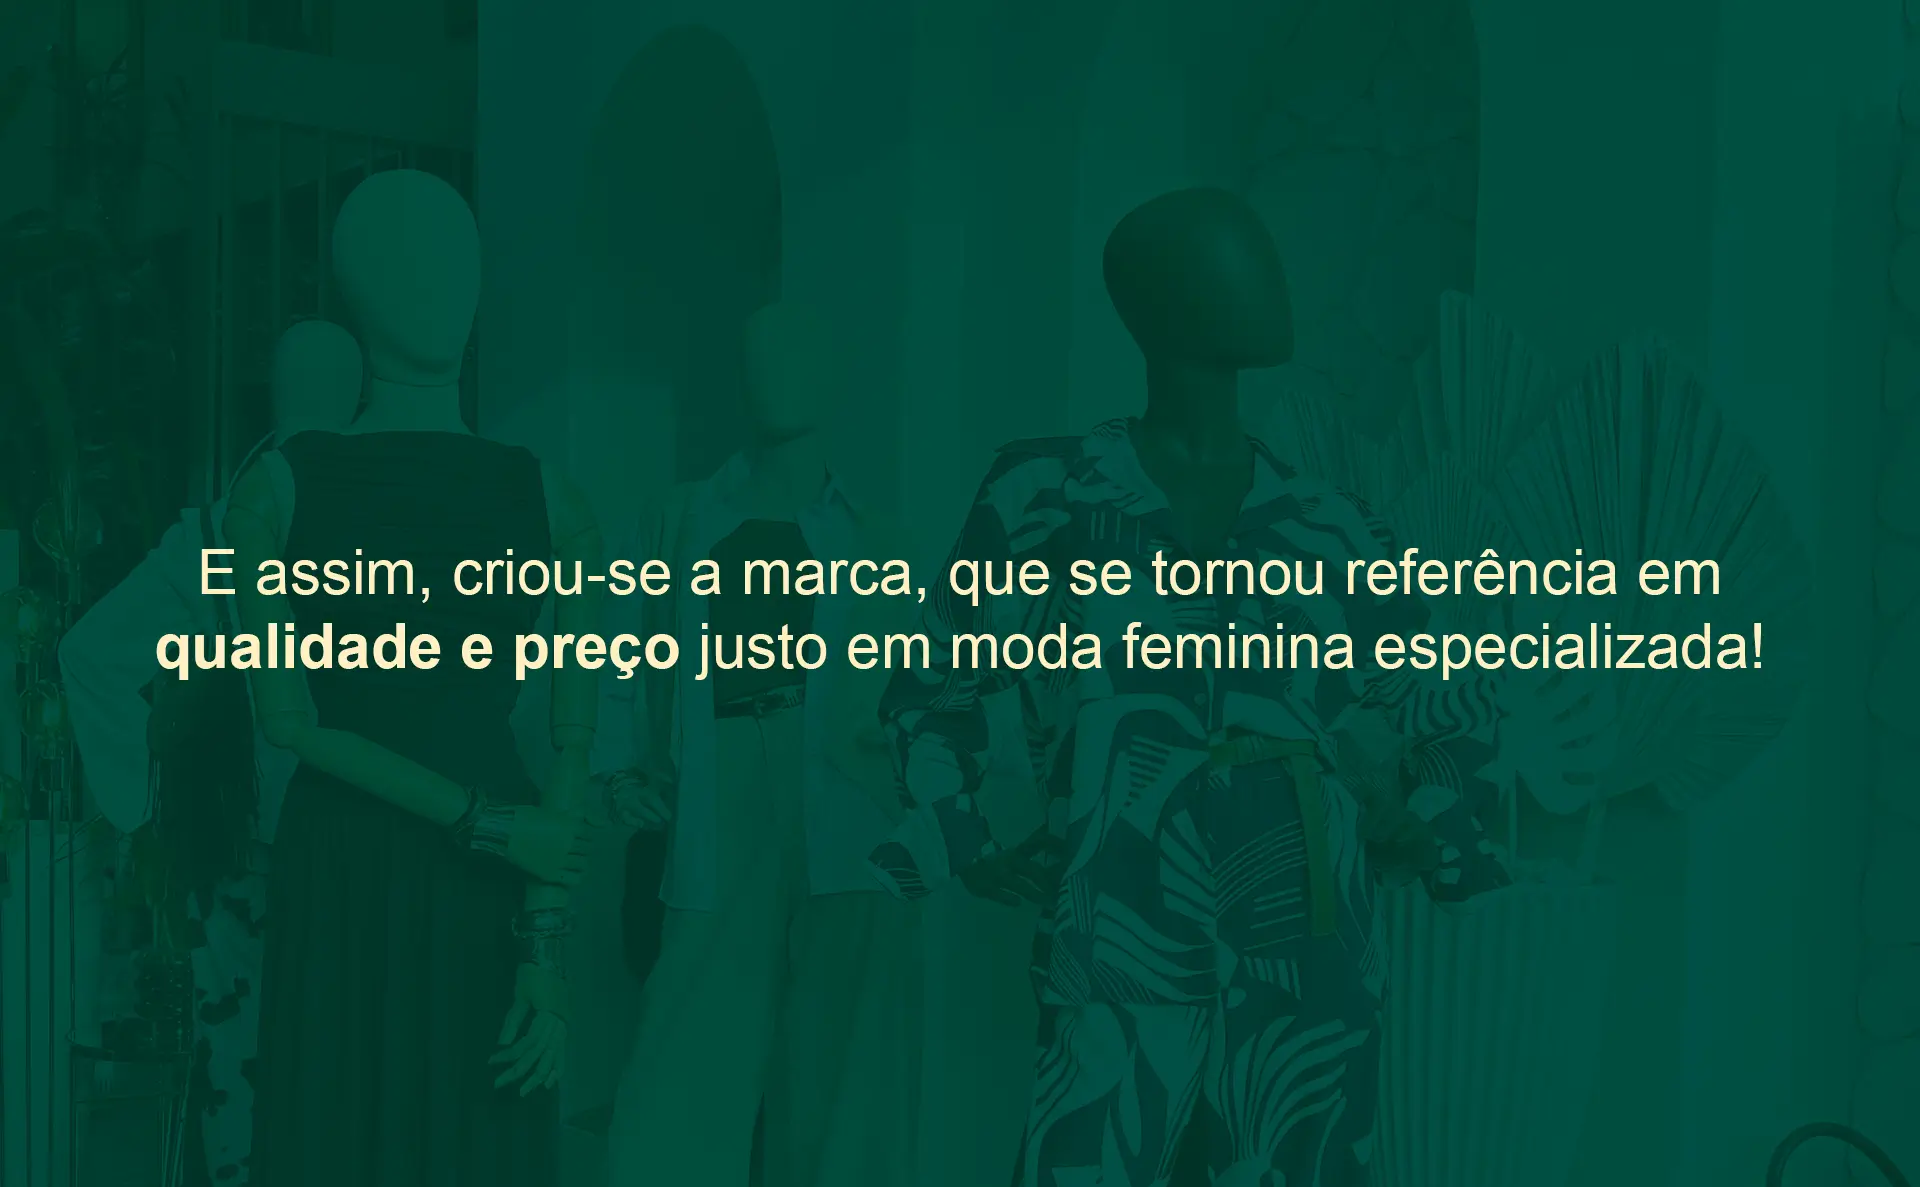 E assim, criou-se a marca, que se tornou referência em
qualidade e preço justo em moda feminina especializada!